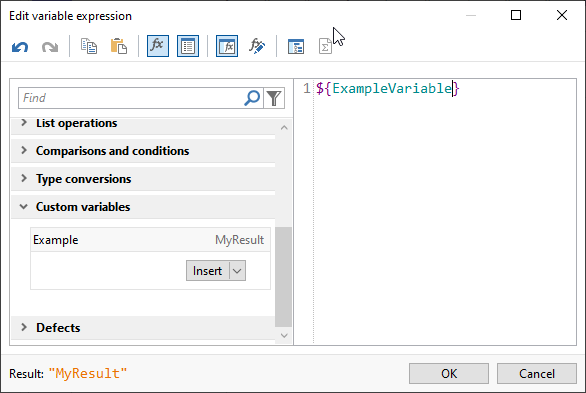 Edit variable expression
Find
List operations
Comparisons and conditions
Type conversions
Custom variables
Example MyResult
Insert
Defects
1 ${ExampleVariable}
Result: "MyResult"
OK Cancel